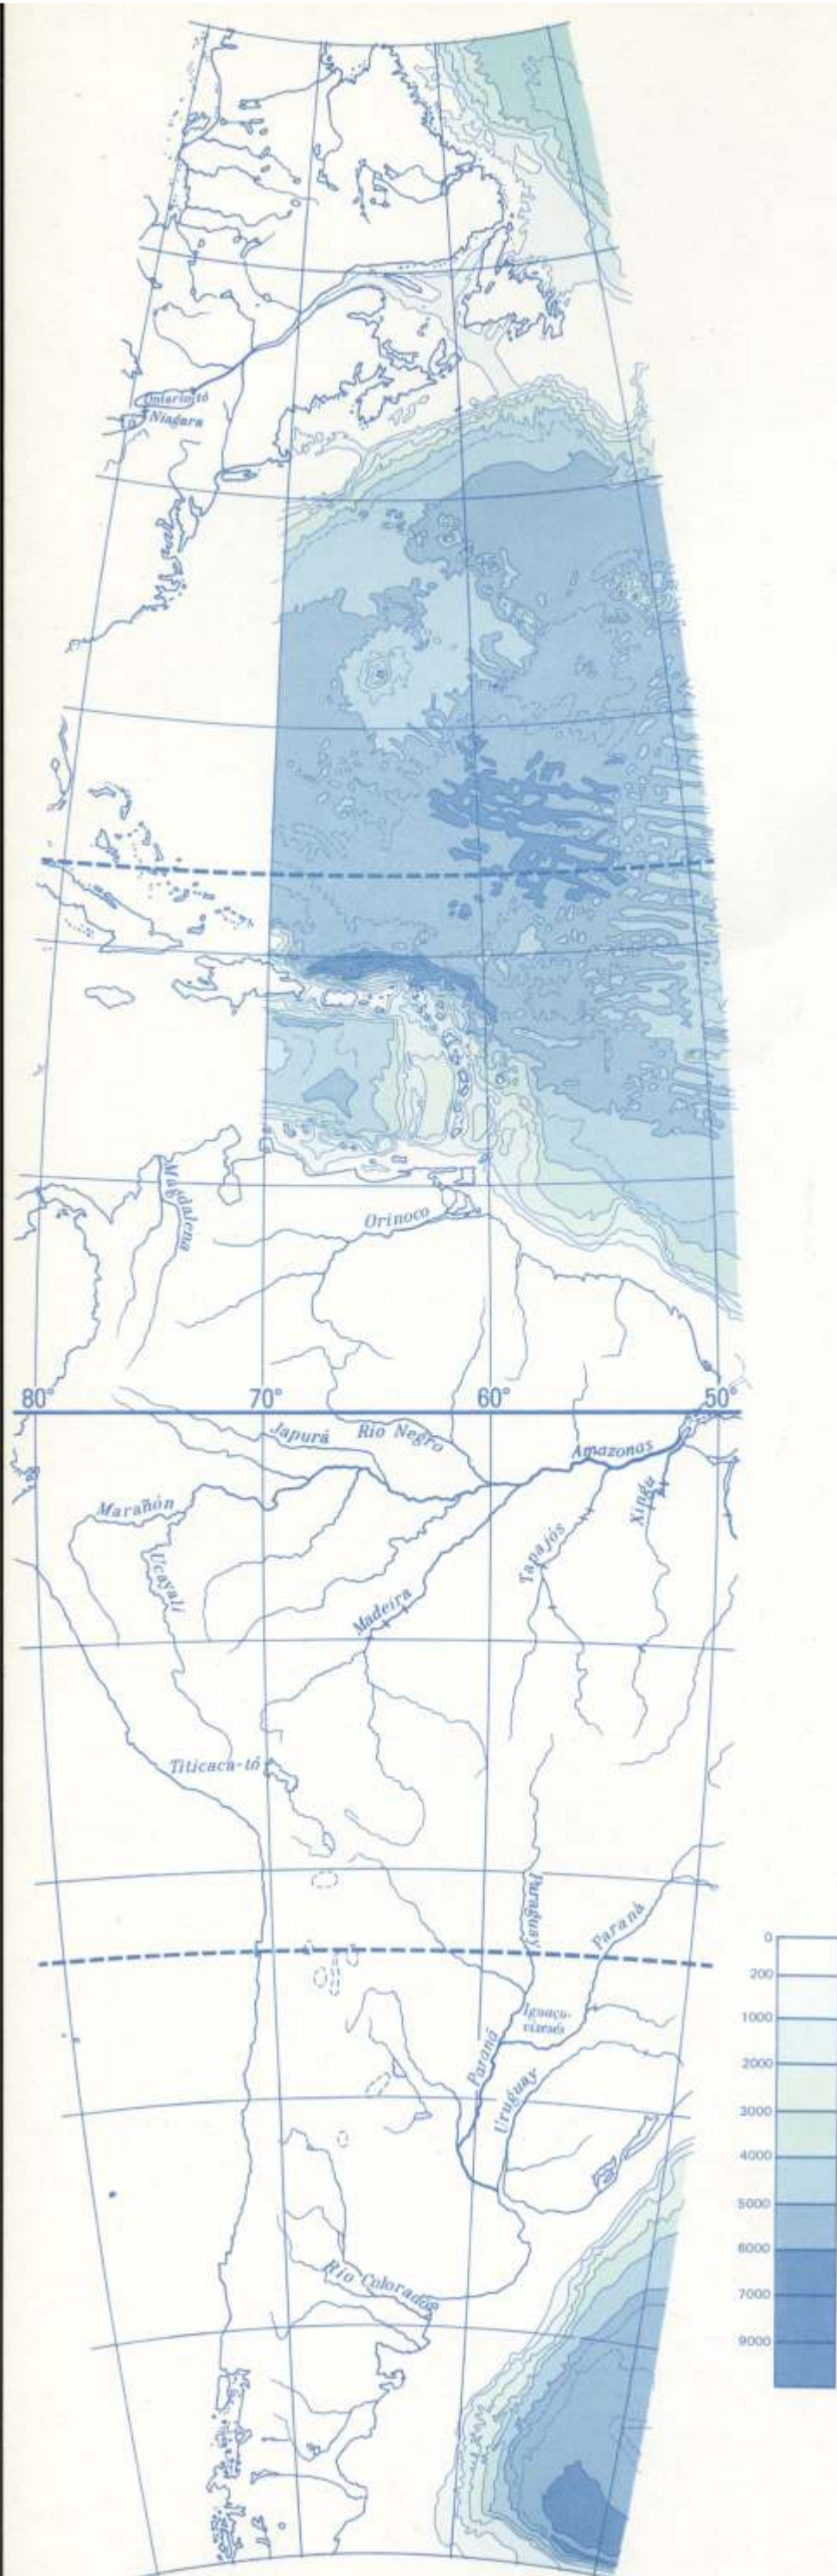 Ontario-tó
Niagara
Magdalena
Orinoco
80°
70°
60°
50°
Japurá
Rio Negro
Amazonas
Marañón
Ucayali
Xingu
Tapajós
Madeira
Titicaca-tó
Paraguay
Paraná
Iguaçu-
vízesés
Paraná
Uruguay
Río Colorado
0
200
1000
2000
3000
4000
5000
6000
7000
9000